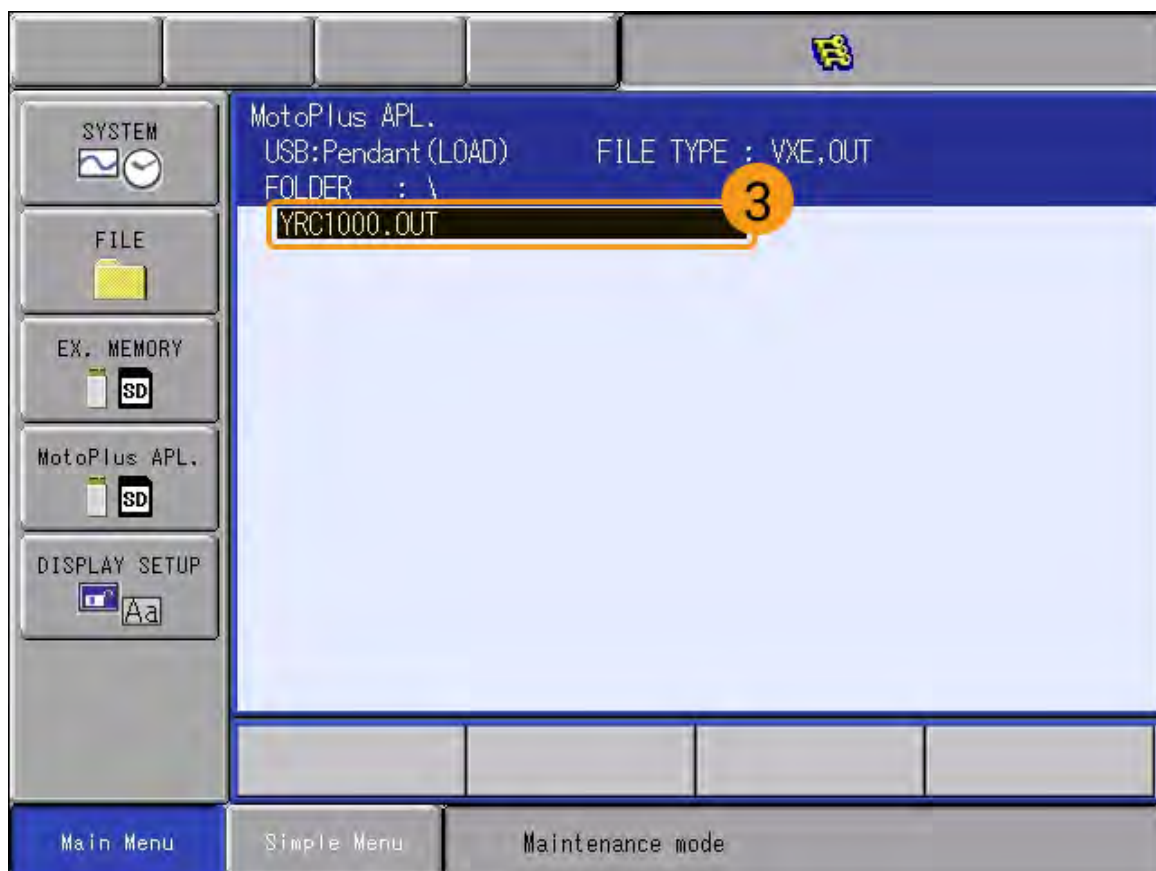 SYSTEM
FILE
EX. MEMORY
SD
MotoPlus APL.
SD
DISPLAY SETUP
Aa
MotoPlus APL.
USB:Pendant(LOAD) FILE TYPE : VXE,OUT
FOLDER : \
YRC1000.OUT
3
Main Menu
Simple Menu
Maintenance mode